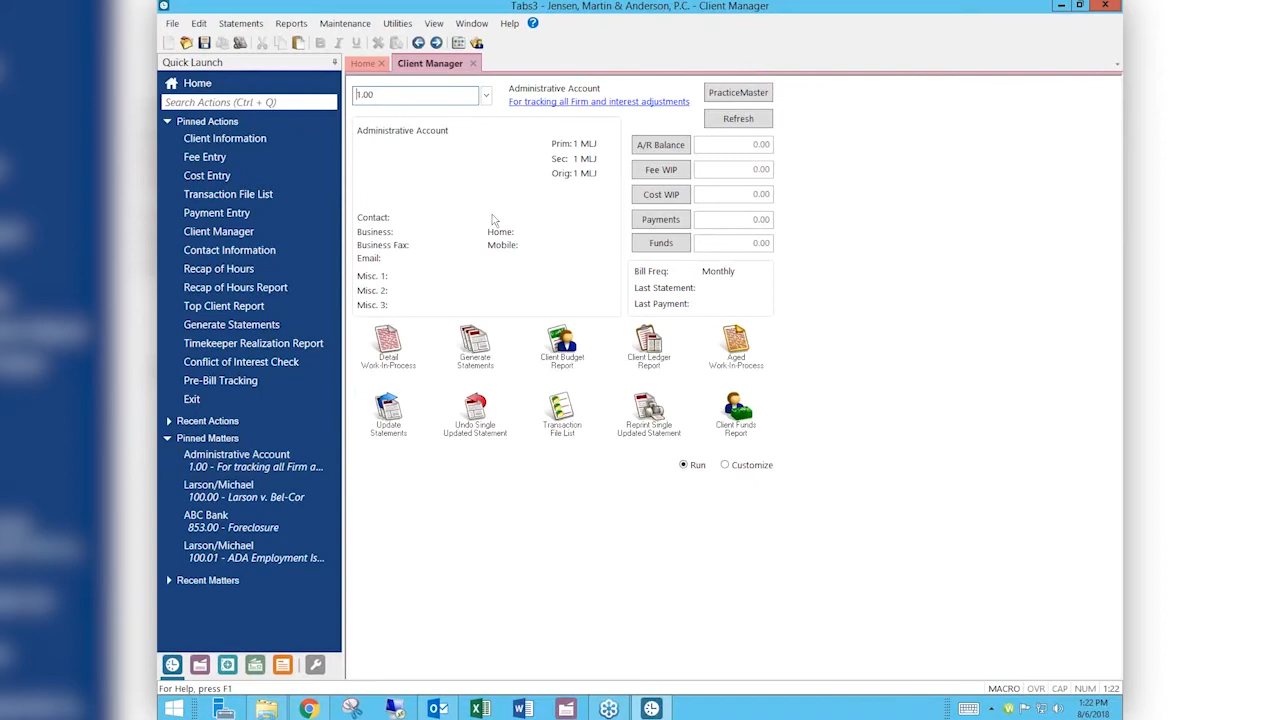 Tabs3 - Jensen, Martin & Anderson, P.C. - Client Manager
File Edit Statements Reports Maintenance Utilities View Window Help
Quick Launch
Home
Client Manager
Home
Search Actions (Ctrl + Q)
Pinned Actions
Client Information
Fee Entry
Cost Entry
Transaction File List
Payment Entry
Client Manager
Contact Information
Recap of Hours
Recap of Hours Report
Top Client Report
Generate Statements
Timekeeper Realization Report
Conflict of Interest Check
Pre-Bill Tracking
Exit
Recent Actions
Pinned Matters
Administrative Account
1.00 - For tracking all Firm a...
Larson/Michael
100.00 - Larson v. Bel-Cor
ABC Bank
853.00 - Foreclosure
Larson/Michael
100.01 - ADA Employment Is...
Recent Matters
1.00
Administrative Account
For tracking all Firm and interest adjustments
PracticeMaster
Refresh
Administrative Account
Prim: 1 MLJ
Sec: 1 MLJ
Orig: 1 MLJ
Contact:
Business:
Home:
Business Fax:
Mobile:
Email:
Misc. 1:
Misc. 2:
Misc. 3:
A/R Balance 0.00
Fee WIP 0.00
Cost WIP 0.00
Payments 0.00
Funds 0.00
Bill Freq: Monthly
Last Statement:
Last Payment:
Detail
Work-In-Process
Generate
Statements
Client Budget
Report
Client Ledger
Report
Aged
Work-In-Process
Update
Statements
Undo Single
Updated Statement
Transaction
File List
Reprint Single
Updated Statement
Client Funds
Report
Run
Customize
For Help, press F1
MACRO OVR CAP NUM 1:22
1:22 PM
8/6/2018